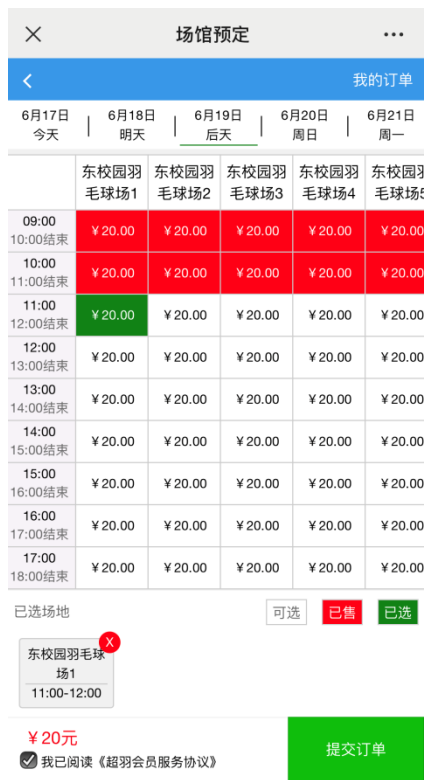 场馆预定
我的订单
6月17日 6月18日 6月19日 6月20日 6月21日
今天 明天 后天 周日 周一
东校园羽 东校园羽 东校园羽 东校园羽 东校园羽
毛球场1 毛球场2 毛球场3 毛球场4 毛球场5
09:00
10:00结束 ¥20.00 ¥20.00 ¥20.00 ¥20.00 ¥20.00
10:00
11:00结束 ¥20.00 ¥20.00 ¥20.00 ¥20.00 ¥20.00
11:00
12:00结束 ¥20.00 ¥20.00 ¥20.00 ¥20.00 ¥20.00
12:00
13:00结束 ¥20.00 ¥20.00 ¥20.00 ¥20.00 ¥20.00
13:00
14:00结束 ¥20.00 ¥20.00 ¥20.00 ¥20.00 ¥20.00
14:00
15:00结束 ¥20.00 ¥20.00 ¥20.00 ¥20.00 ¥20.00
15:00
16:00结束 ¥20.00 ¥20.00 ¥20.00 ¥20.00 ¥20.00
16:00
17:00结束 ¥20.00 ¥20.00 ¥20.00 ¥20.00 ¥20.00
17:00
18:00结束 ¥20.00 ¥20.00 ¥20.00 ¥20.00 ¥20.00
已选场地 可选 已售 已选
X
东校园羽毛球
场1
11:00-12:00
¥20元
我已阅读《超羽会员服务协议》
提交订单